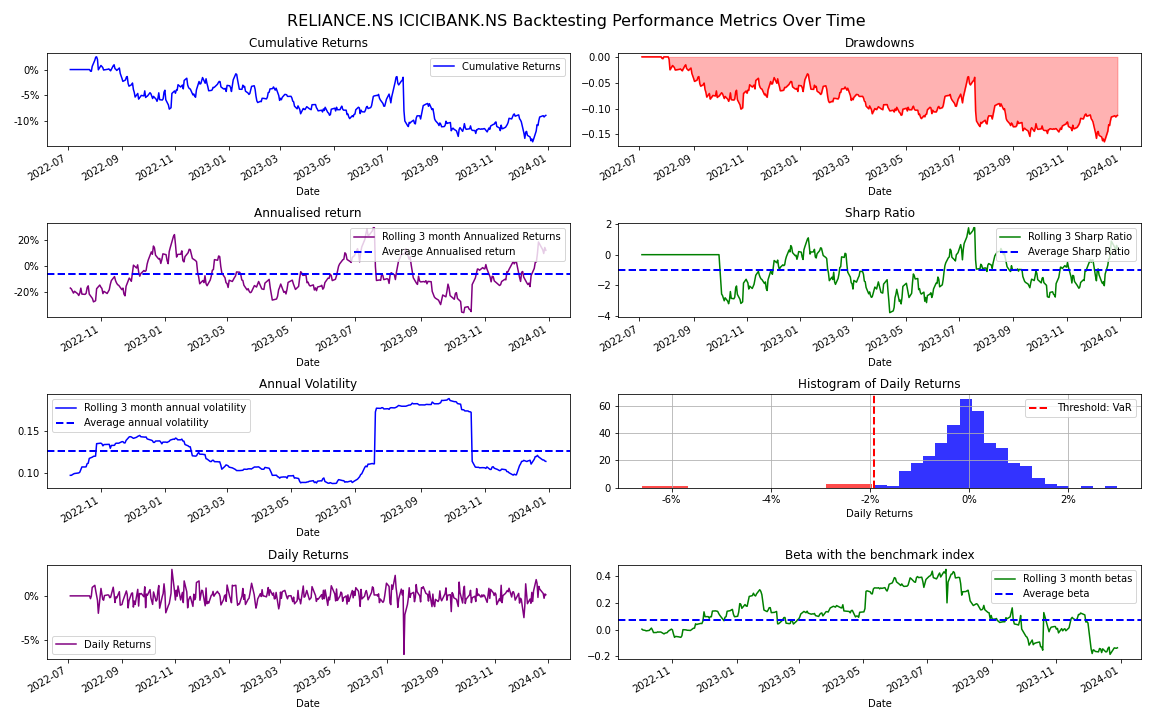 RELIANCE.NS ICICIBANK.NS Backtesting Performance Metrics Over Time
Cumulative Returns
0%
-5%
-10%
Cumulative Returns
2022-07 2022-09 2022-11 2023-01 2023-03 2023-05 2023-07 2023-09 2023-11 2024-01
Date
Drawdowns
0.00
−0.05
−0.10
−0.15
2022-07 2022-09 2022-11 2023-01 2023-03 2023-05 2023-07 2023-09 2023-11 2024-01
Date
Annualised return
20%
0%
-20%
Rolling 3 month Annualized Returns
Average Annualised return
2022-11 2023-01 2023-03 2023-05 2023-07 2023-09 2023-11 2024-01
Date
Sharp Ratio
2
0
−2
−4
Rolling 3 Sharp Ratio
Average Sharp Ratio
2022-07 2022-09 2022-11 2023-01 2023-03 2023-05 2023-07 2023-09 2023-11 2024-01
Date
Annual Volatility
0.15
0.10
Rolling 3 month annual volatility
Average annual volatility
2022-11 2023-01 2023-03 2023-05 2023-07 2023-09 2023-11 2024-01
Date
Histogram of Daily Returns
60
40
20
0
Threshold: VaR
-6% -4% -2% 0% 2%
Daily Returns
Daily Returns
0%
-5%
Daily Returns
2022-07 2022-09 2022-11 2023-01 2023-03 2023-05 2023-07 2023-09 2023-11 2024-01
Date
Beta with the benchmark index
0.4
0.2
0.0
−0.2
Rolling 3 month betas
Average beta
2022-11 2023-01 2023-03 2023-05 2023-07 2023-09 2023-11 2024-01
Date